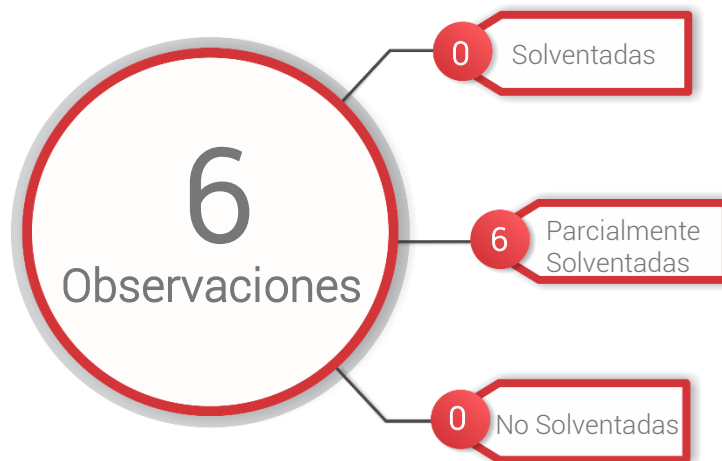 6
Observaciones
0
Solventadas
6
Parcialmente
Solventadas
0
No Solventadas